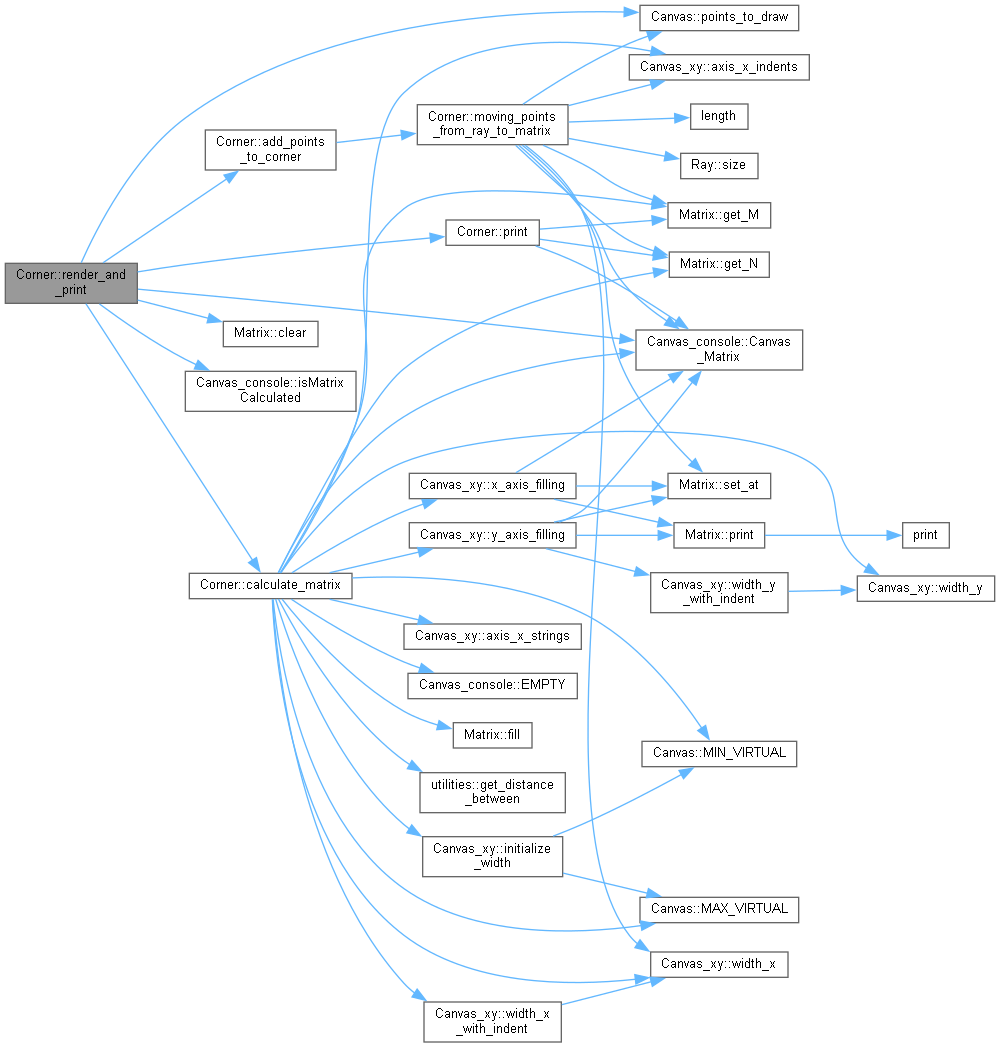 Canvas::points_to_draw
Canvas_xy::axis_x_indents
Corner::moving_points
_from_ray_to_matrix
length
Corner::add_points
_to_corner
Ray::size
Matrix::get_M
Corner::print
Matrix::get_N
Corner::render_and
_print
Matrix::clear
Canvas_console::Canvas
_Matrix
Canvas_console::isMatrix
Calculated
Canvas_xy::x_axis_filling
Matrix::set_at
Canvas_xy::y_axis_filling
Matrix::print
print
Corner::calculate_matrix
Canvas_xy::width_y
_with_indent
Canvas_xy::width_y
Canvas_xy::axis_x_strings
Canvas_console::EMPTY
Matrix::fill
Canvas::MIN_VIRTUAL
utilities::get_distance
_between
Canvas_xy::initialize
_width
Canvas::MAX_VIRTUAL
Canvas_xy::width_x
Canvas_xy::width_x
_with_indent